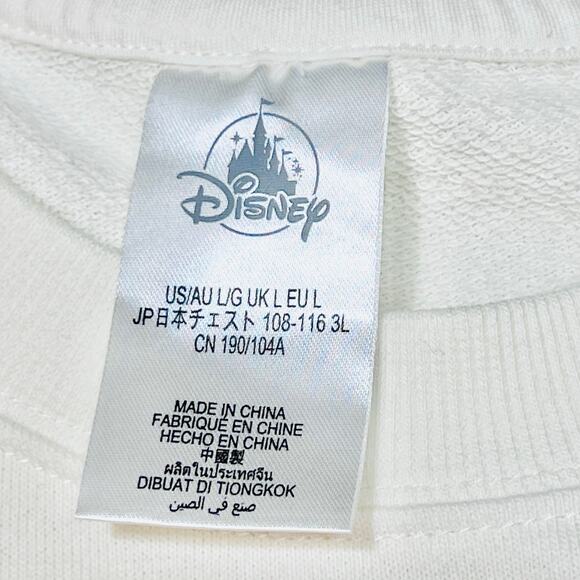 Disney
US/AU L/G UK L EU L
JP日本チェスト 108-116 3L
CN 190/104A
MADE IN CHINA
FABRIQUÉ EN CHINE
HECHO EN CHINA
中國製
ผลิตในประเทศจีน
DIBUAT DI TIONGKOK
صنع في الصين